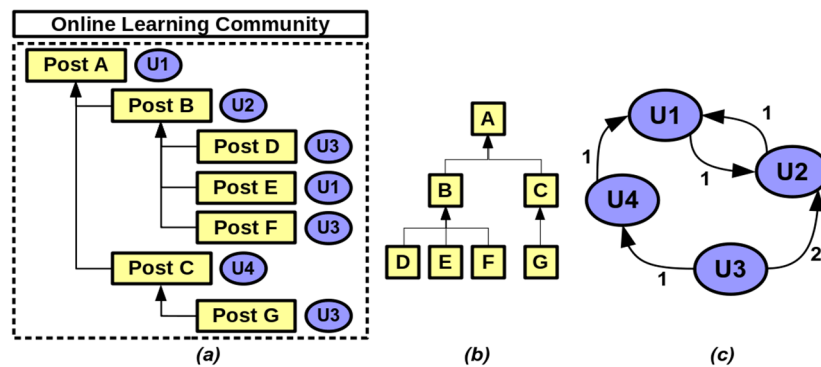 Online Learning Community
Post A U1
Post B U2
Post D U3
Post E U1
Post F U3
Post C U4
Post G U3
(a)
A
B C
D E F G
(b)
U1
1
1
1
U2
U4
U3
1
2
(c)